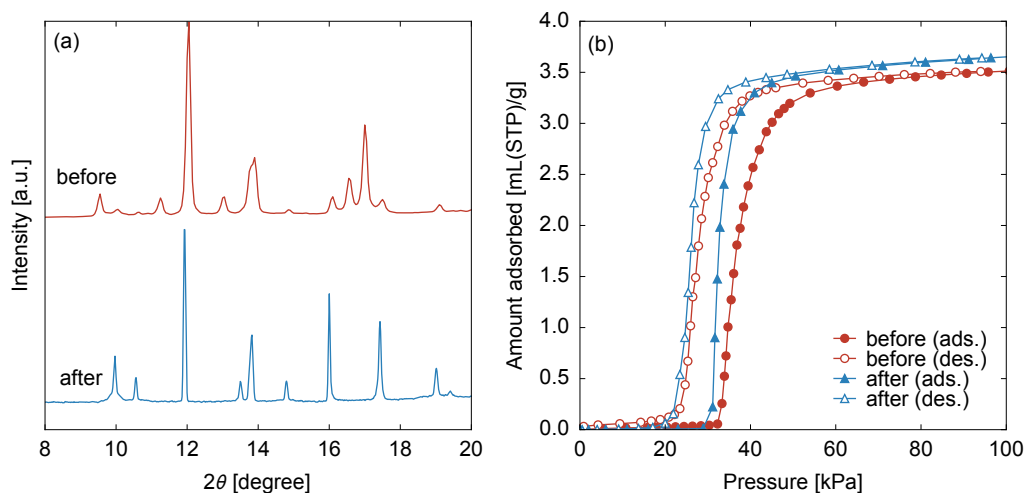 (a)
before
after
Intensity [a.u.]
8 10 12 14 16 18 20
2θ [degree]
(b)
Amount adsorbed [mL(STP)/g]
4.0
3.5
3.0
2.5
2.0
1.5
1.0
0.5
0.0
before (ads.)
before (des.)
after (ads.)
after (des.)
0 20 40 60 80 100
Pressure [kPa]